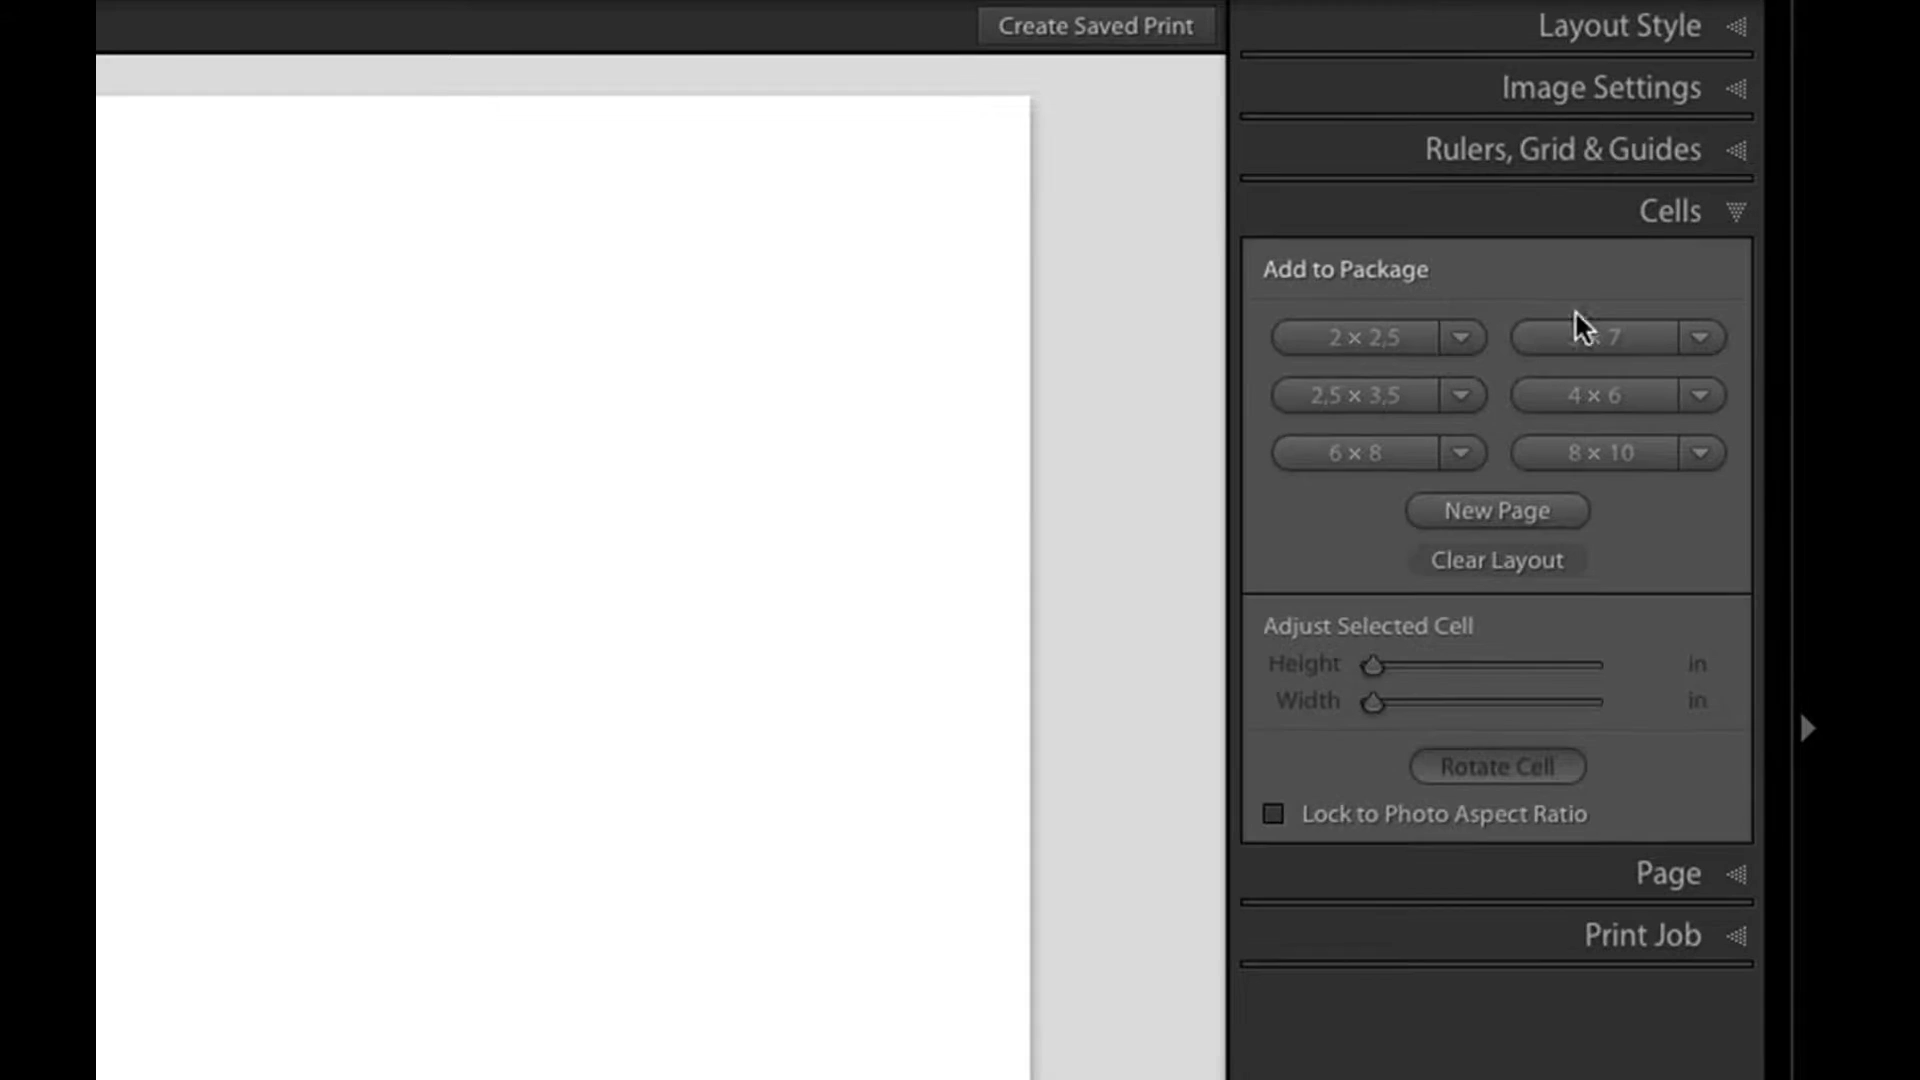 Create Saved Print
Layout Style
Image Settings
Rulers, Grid & Guides
Cells
Add to Package
2 × 2,5
× 7
2,5 × 3,5
4 × 6
6 × 8
8 × 10
New Page
Clear Layout
Adjust Selected Cell
Height in
Width in
Rotate Cell
Lock to Photo Aspect Ratio
Page
Print Job